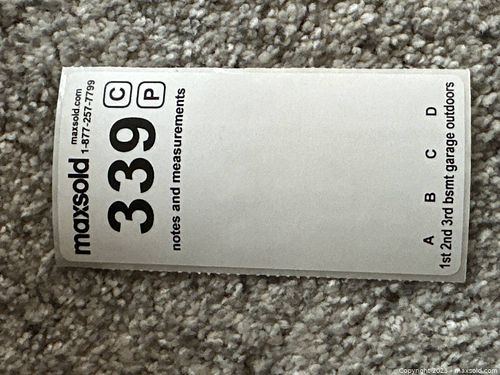 maxsold
maxsold.com
1-877-257-7799
339
C
P
notes and measurements
A B C D
1st 2nd 3rd bsmt garage outdoors
Copyright 2023 - maxsold.com